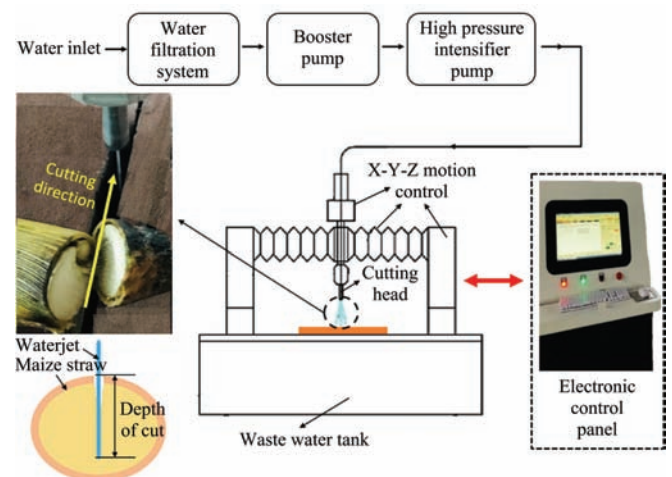 Water inlet
Water
filtration
system
Booster
pump
High pressure
intensifier
pump
X-Y-Z motion
control
Cutting
direction
Cutting
head
Waterjet
Maize straw
Depth
of cut
Waste water tank
Electronic
control
panel